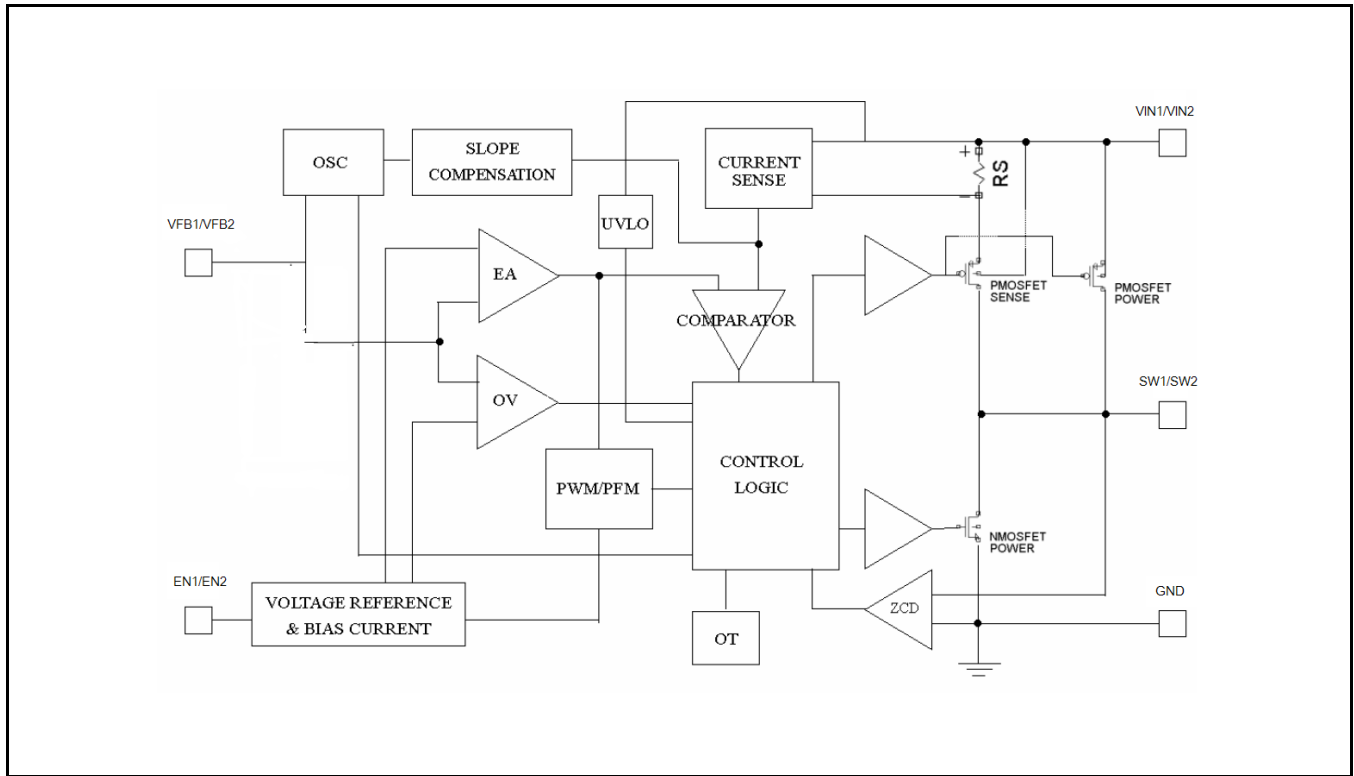 VIN1/VIN2
OSC
SLOPE
COMPENSATION
CURRENT
SENSE
+
RS
–
VFB1/VFB2
UVLO
EA
PMOSFET
SENSE
PMOSFET
POWER
COMPARATOR
OV
SW1/SW2
CONTROL
LOGIC
PWM/PFM
NMOSFET
POWER
EN1/EN2
VOLTAGE REFERENCE
& BIAS CURRENT
ZCD
GND
OT